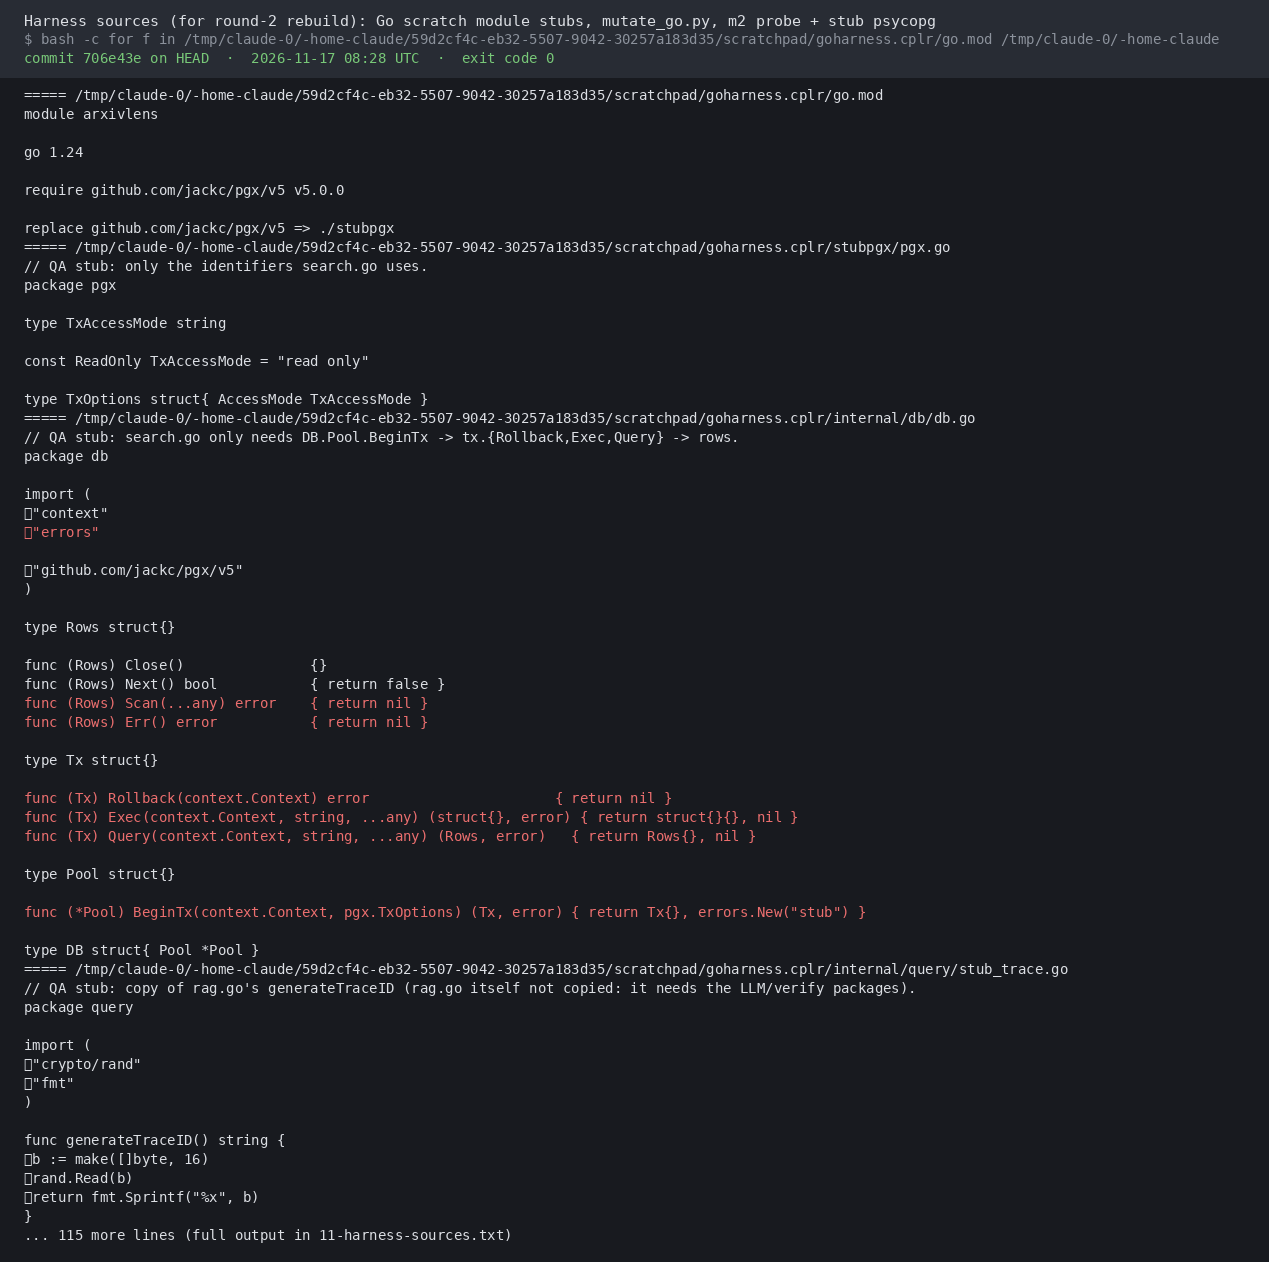 Harness sources (for round-2 rebuild): Go scratch module stubs, mutate_go.py, m2 probe + stub psycopg
$ bash -c for f in /tmp/claude-0/-home-claude/59d2cf4c-eb32-5507-9042-30257a183d35/scratchpad/goharness.cplr/go.mod /tmp/claude-0/-home-claude
commit 706e43e on HEAD  ·  2026-11-17 08:28 UTC  ·  exit code 0
===== /tmp/claude-0/-home-claude/59d2cf4c-eb32-5507-9042-30257a183d35/scratchpad/goharness.cplr/go.mod
module arxivlens
go 1.24
require github.com/jackc/pgx/v5 v5.0.0
replace github.com/jackc/pgx/v5 => ./stubpgx
===== /tmp/claude-0/-home-claude/59d2cf4c-eb32-5507-9042-30257a183d35/scratchpad/goharness.cplr/stubpgx/pgx.go
// QA stub: only the identifiers search.go uses.
package pgx
type TxAccessMode string
const ReadOnly TxAccessMode = "read only"
type TxOptions struct{ AccessMode TxAccessMode }
===== /tmp/claude-0/-home-claude/59d2cf4c-eb32-5507-9042-30257a183d35/scratchpad/goharness.cplr/internal/db/db.go
// QA stub: search.go only needs DB.Pool.BeginTx -> tx.{Rollback,Exec,Query} -> rows.
package db
import (
"context"
"errors"
"github.com/jackc/pgx/v5"
)
type Rows struct{}
func (Rows) Close()               {}
func (Rows) Next() bool           { return false }
func (Rows) Scan(...any) error    { return nil }
func (Rows) Err() error           { return nil }
type Tx struct{}
func (Tx) Rollback(context.Context) error                      { return nil }
func (Tx) Exec(context.Context, string, ...any) (struct{}, error) { return struct{}{}, nil }
func (Tx) Query(context.Context, string, ...any) (Rows, error)   { return Rows{}, nil }
type Pool struct{}
func (*Pool) BeginTx(context.Context, pgx.TxOptions) (Tx, error) { return Tx{}, errors.New("stub") }
type DB struct{ Pool *Pool }
===== /tmp/claude-0/-home-claude/59d2cf4c-eb32-5507-9042-30257a183d35/scratchpad/goharness.cplr/internal/query/stub_trace.go
// QA stub: copy of rag.go's generateTraceID (rag.go itself not copied: it needs the LLM/verify packages).
package query
import (
"crypto/rand"
"fmt"
)
func generateTraceID() string {
b := make([]byte, 16)
rand.Read(b)
return fmt.Sprintf("%x", b)
}
... 115 more lines (full output in 11-harness-sources.txt)